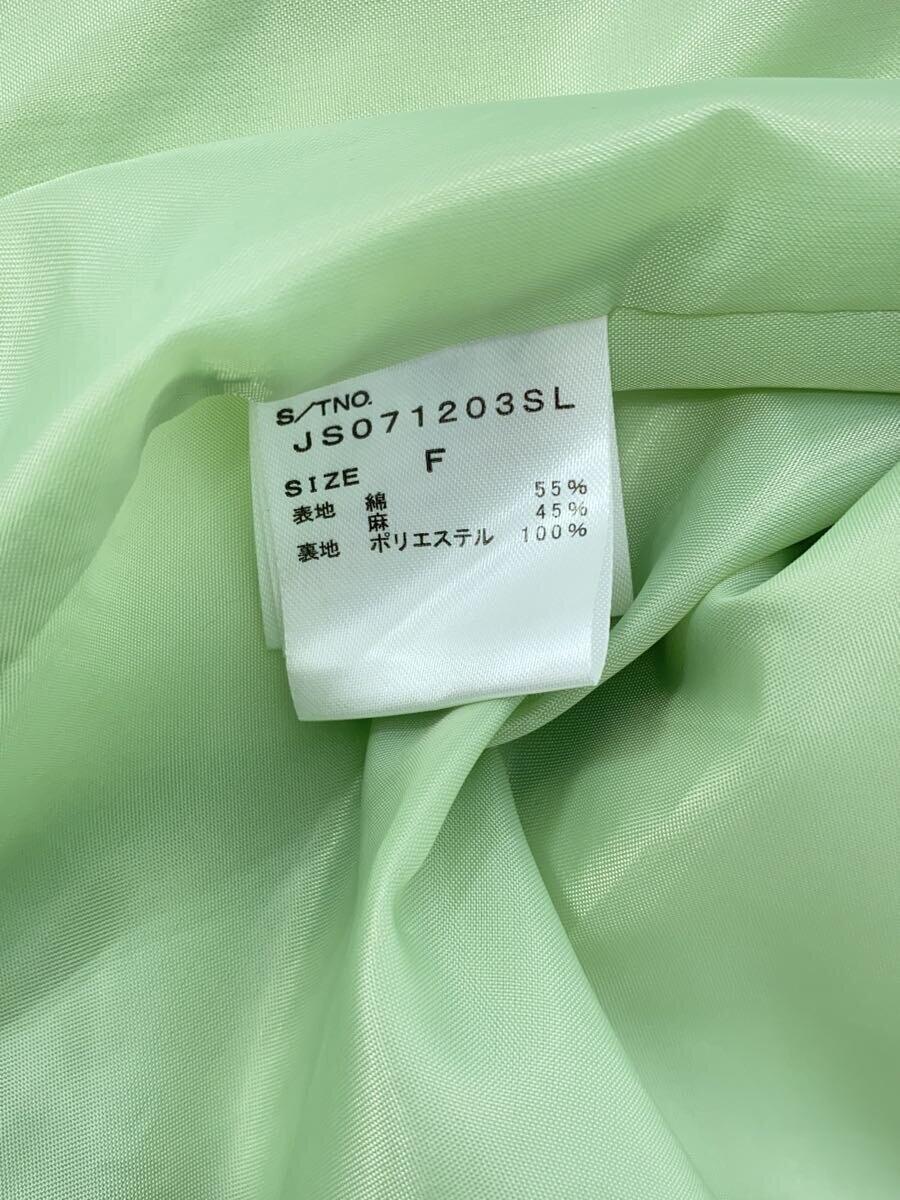 S/TNO.
JS071203SL
SIZE F
表地 綿 55%
麻 45%
裏地 ポリエステル 100%